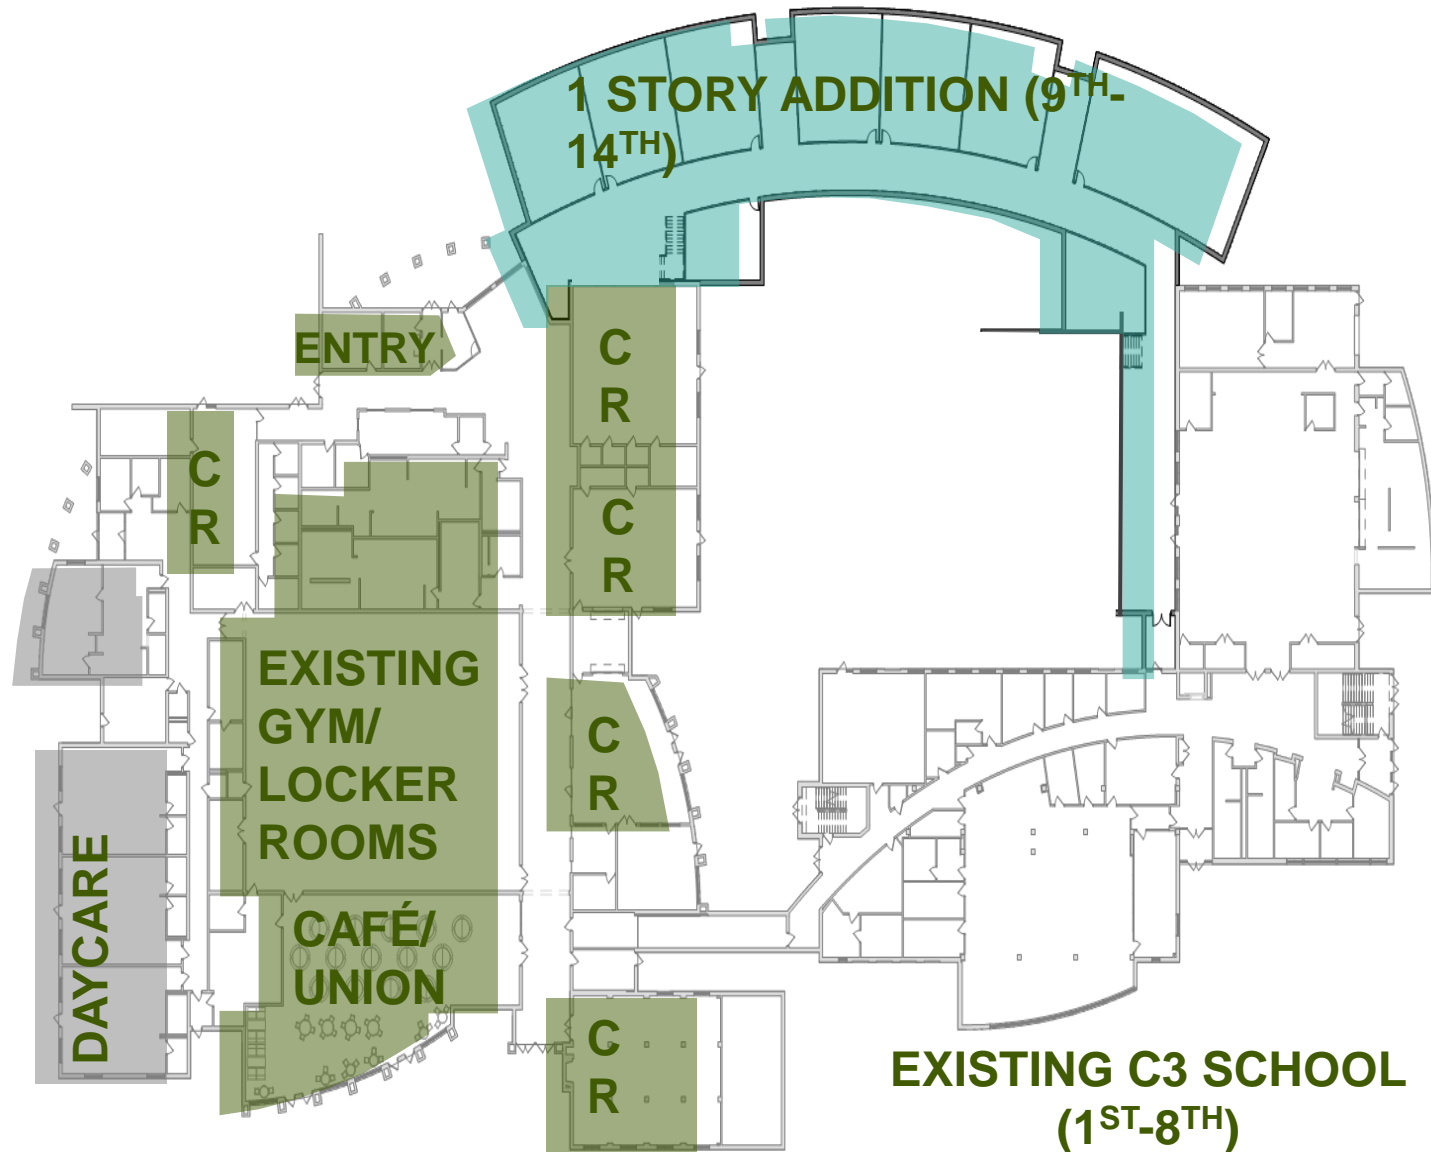 1 STORY ADDITION (9TH-
14TH)
ENTRY
C
R
C
R
C
R
EXISTING
GYM/
LOCKER
ROOMS
C
R
DAYCARE
CAFÉ/
UNION
C
R
EXISTING C3 SCHOOL
(1ST-8TH)